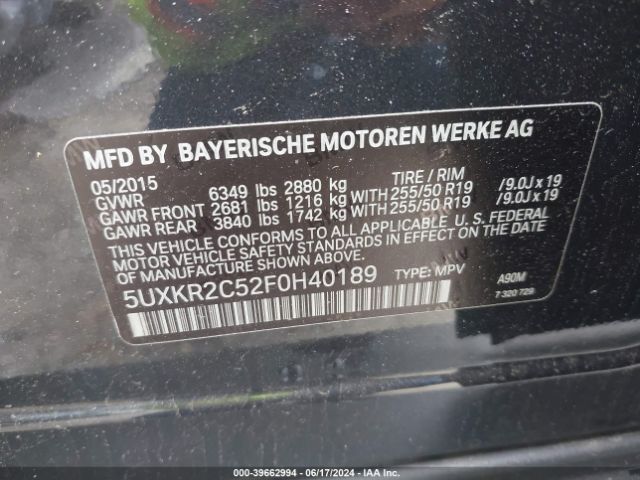 MFD BY BAYERISCHE MOTOREN WERKE AG
05/2015 TIRE / RIM
GVWR 6349 lbs 2880 kg
GAWR FRONT 2681 lbs 1216 kg WITH 255/50 R19 /9.0J x 19
GAWR REAR 3840 lbs 1742 kg WITH 255/50 R19 /9.0J x 19
THIS VEHICLE CONFORMS TO ALL APPLICABLE U.S. FEDERAL
MOTOR VEHICLE SAFETY STANDARDS IN EFFECT ON THE DATE
OF MANUFACTURE SHOWN ABOVE.
5UXKR2C52F0H40189 TYPE: MPV A90M
7 320 729
000-39662994 - 06/17/2024 - IAA Inc.